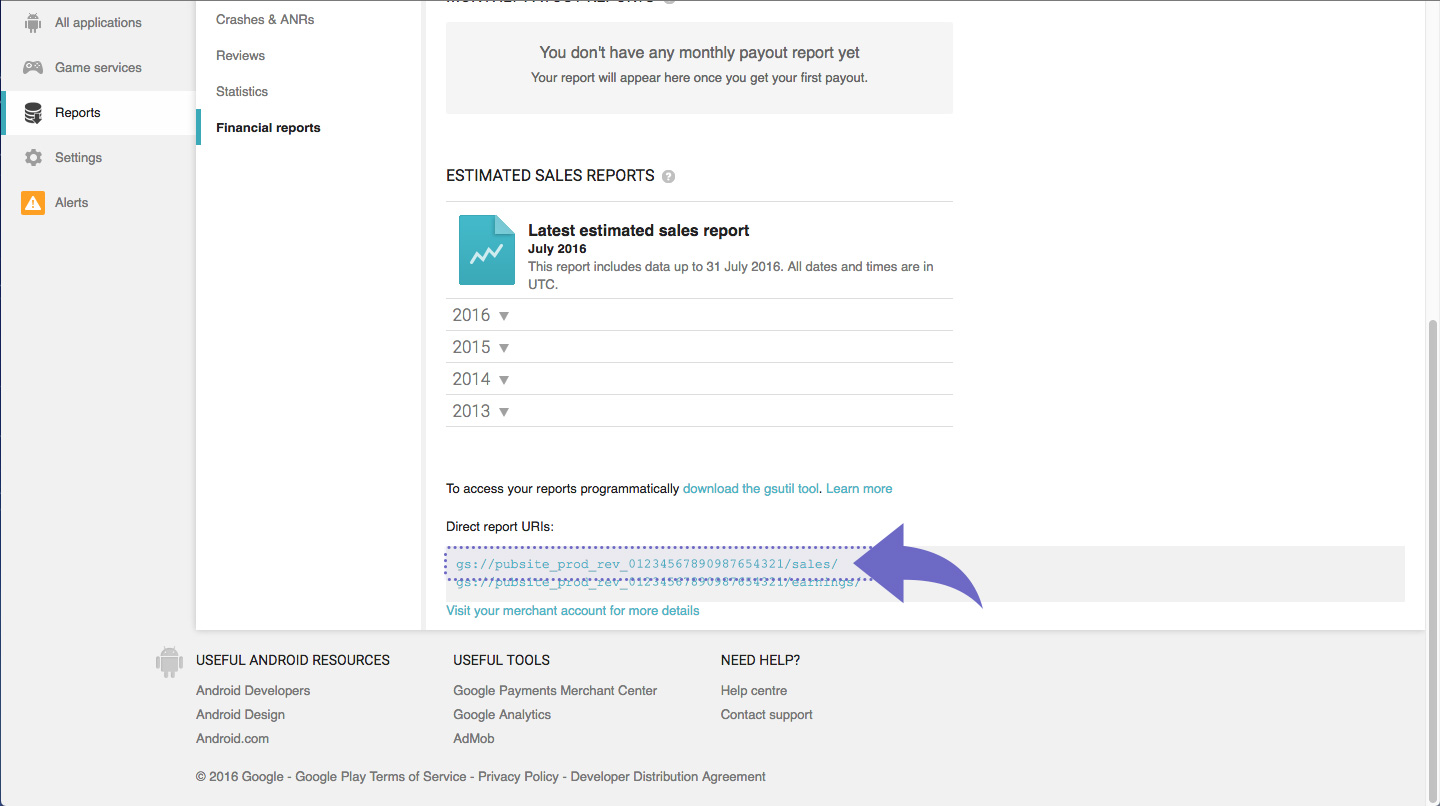 All applications
Game services
Reports
Settings
Alerts
Crashes & ANRs
Reviews
Statistics
Financial reports
MONTHLY PAYOUT REPORTS
You don't have any monthly payout report yet
Your report will appear here once you get your first payout.
ESTIMATED SALES REPORTS ?
Latest estimated sales report
July 2016
This report includes data up to 31 July 2016. All dates and times are in
UTC.
2016
2015
2014
2013
To access your reports programmatically download the gsutil tool. Learn more
Direct report URIs:
gs://pubsite_prod_rev_01234567890987654321/sales/
gs://pubsite_prod_rev_01234567890987654321/earnings/
Visit your merchant account for more details
USEFUL ANDROID RESOURCES
Android Developers
Android Design
Android.com
USEFUL TOOLS
Google Payments Merchant Center
Google Analytics
AdMob
NEED HELP?
Help centre
Contact support
© 2016 Google - Google Play Terms of Service - Privacy Policy - Developer Distribution Agreement